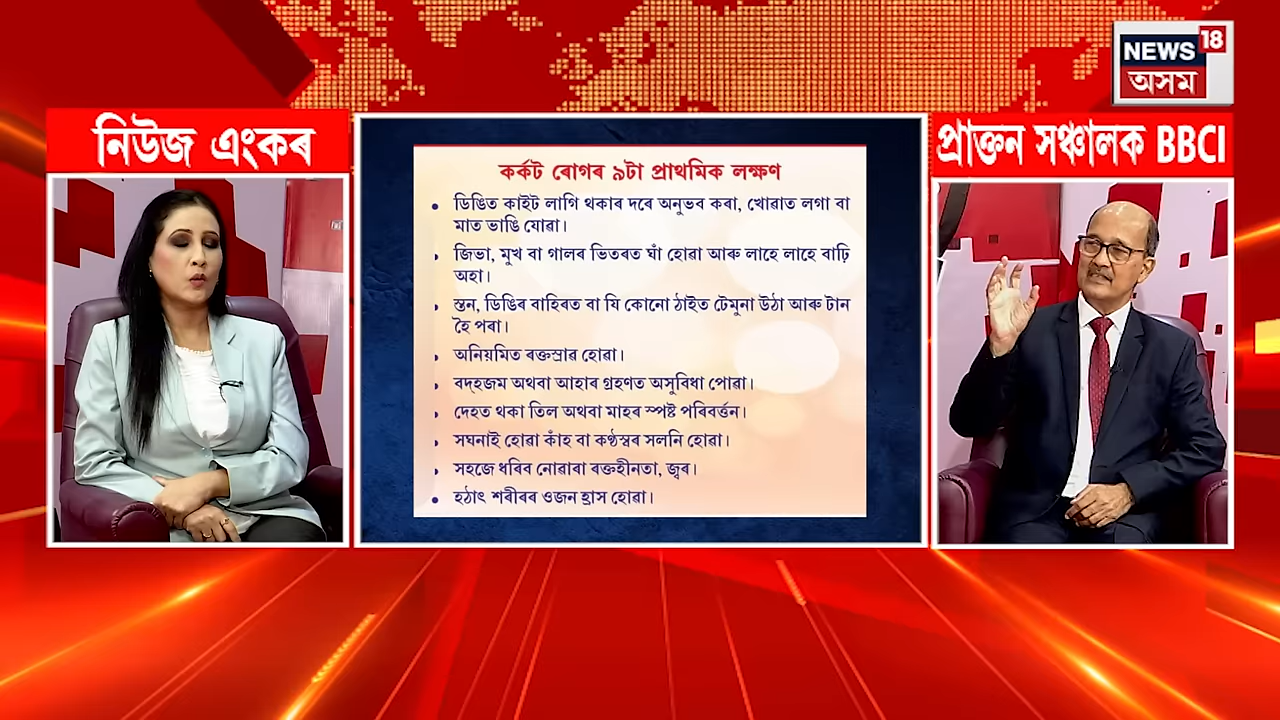 NEWS 18
অসম
নিউজ এংকৰ
প্ৰাক্তন সঞ্চালক BBCI
কৰ্কট ৰোগৰ ৯টা প্ৰাথমিক লক্ষণ
• ডিঙিত কাইট লাগি থকাৰ দৰে অনুভৱ কৰা, খোৱাত লগা বা
মাত ভাঙি যোৱা।
• জিভা, মুখ বা গালৰ ভিতৰত ঘাঁ হোৱা আৰু লাহে লাহে বাঢ়ি
অহা।
• স্তন, ডিঙিৰ বাহিৰত বা যি কোনো ঠাইত টেমুনা উঠা আৰু টান
হৈ পৰা।
• অনিয়মিত ৰক্তস্ৰাৱ হোৱা।
• বদ্হজম অথবা আহাৰ গ্ৰহণত অসুবিধা পোৱা।
• দেহত থকা তিল অথবা মাহৰ স্পষ্ট পৰিবৰ্ত্তন।
• সঘনাই হোৱা কাঁহ বা কণ্ঠস্বৰ সলনি হোৱা।
• সহজে ধৰিব নোৱাৰা ৰক্তহীনতা, জ্বৰ।
• হঠাৎ শৰীৰৰ ওজন হ্ৰাস হোৱা।